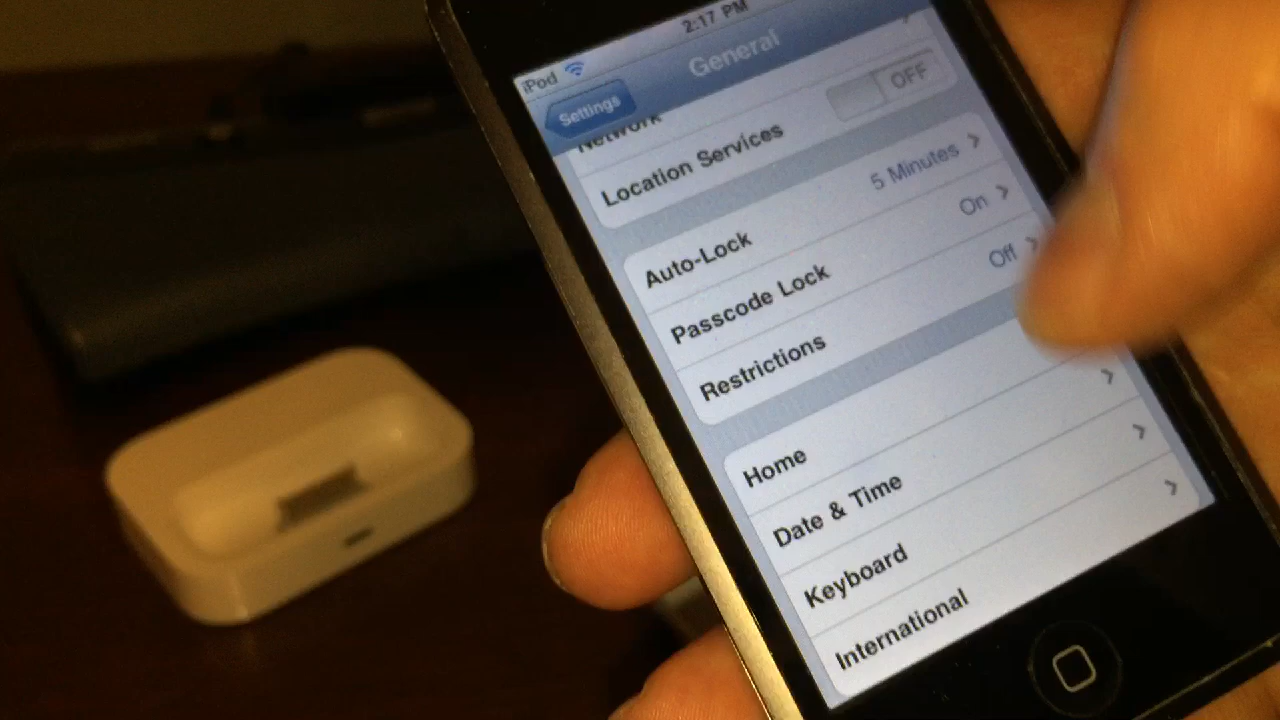 2:17 PM
iPod
General
Settings
Network
Location Services OFF
Auto-Lock 5 Minutes
Passcode Lock On
Restrictions Off
Home
Date & Time
Keyboard
International